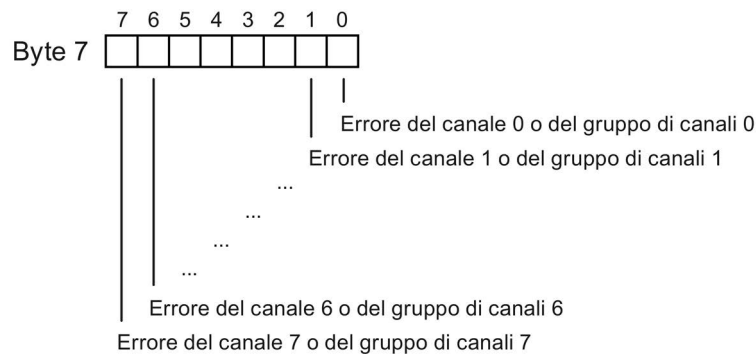 7 6 5 4 3 2 1 0
Byte 7
Errore del canale 0 o del gruppo di canali 0
Errore del canale 1 o del gruppo di canali 1
...
...
...
...
Errore del canale 6 o del gruppo di canali 6
Errore del canale 7 o del gruppo di canali 7